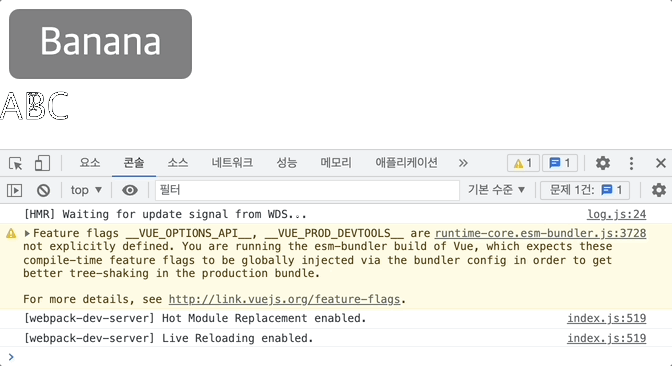 Banana
ABC
요소 콘솔 소스 네트워크 성능 메모리 애플리케이션 » 1 1
top ▼ 필터 기본 수준 ▼ 문제 1건: 1
[HMR] Waiting for update signal from WDS... log.js:24
Feature flags __VUE_OPTIONS_API__, __VUE_PROD_DEVTOOLS__ are runtime-core.esm-bundler.js:3728
not explicitly defined. You are running the esm-bundler build of Vue, which expects these
compile-time feature flags to be globally injected via the bundler config in order to get
better tree-shaking in the production bundle.
For more details, see http://link.vuejs.org/feature-flags.
[webpack-dev-server] Hot Module Replacement enabled. index.js:519
[webpack-dev-server] Live Reloading enabled. index.js:519